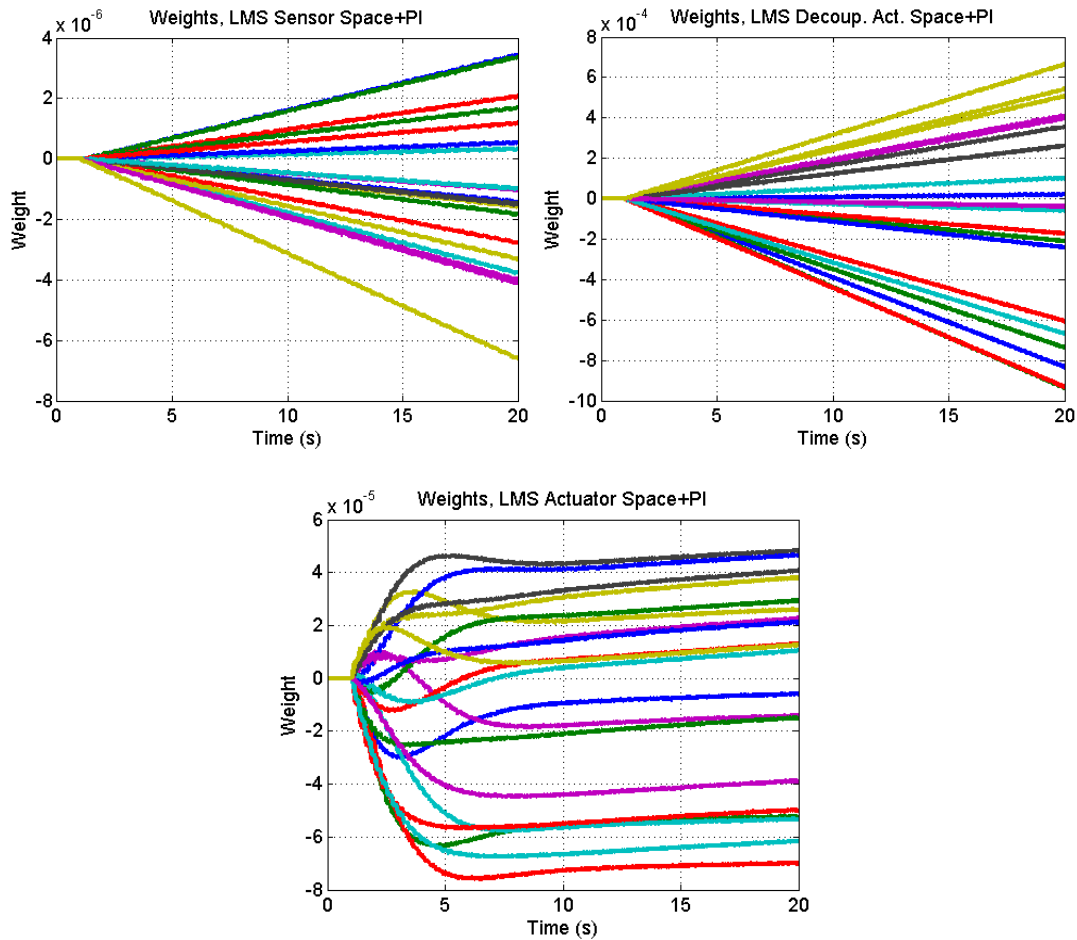 Weights, LMS Sensor Space+PI
x 10-6
4
2
0
-2
-4
-6
-8
Weight
0 5 10 15 20
Time (s)
Weights, LMS Decoup. Act. Space+PI
x 10-4
8
6
4
2
0
-2
-4
-6
-8
-10
Weight
0 5 10 15 20
Time (s)
Weights, LMS Actuator Space+PI
x 10-5
6
4
2
0
-2
-4
-6
-8
Weight
0 5 10 15 20
Time (s)